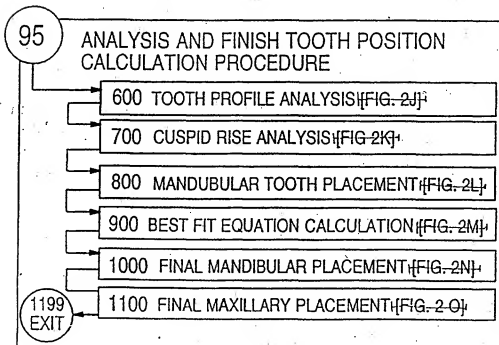 95
ANALYSIS AND FINISH TOOTH POSITION
CALCULATION PROCEDURE
600 TOOTH PROFILE ANALYSIS [FIG. 2J]
700 CUSPID RISE ANALYSIS [FIG 2K]
800 MANDUBULAR TOOTH PLACEMENT [FIG. 2L]
900 BEST FIT EQUATION CALCULATION [FIG. 2M]
1000 FINAL MANDIBULAR PLACEMENT [FIG. 2N]
1100 FINAL MAXILLARY PLACEMENT [FIG. 2 O]
1199
EXIT